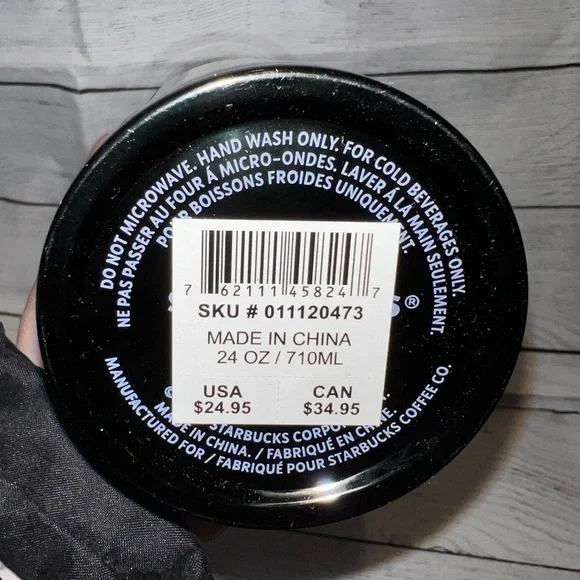 DO NOT MICROWAVE. HAND WASH ONLY. FOR COLD BEVERAGES ONLY.
NE PAS PASSER AU FOUR À MICRO-ONDES. LAVER À LA MAIN SEULEMENT.
POUR BOISSONS FROIDES UNIQUEMENT.
S S®
7 62111 45824 7
SKU # 011120473
MADE IN CHINA
24 OZ / 710ML
USA CAN
$24.95 $34.95
© STARBUCKS CORPO
MADE IN CHINA. / FABRIQUÉ EN CHINE.
MANUFACTURED FOR / FABRIQUÉ POUR STARBUCKS COFFEE CO.